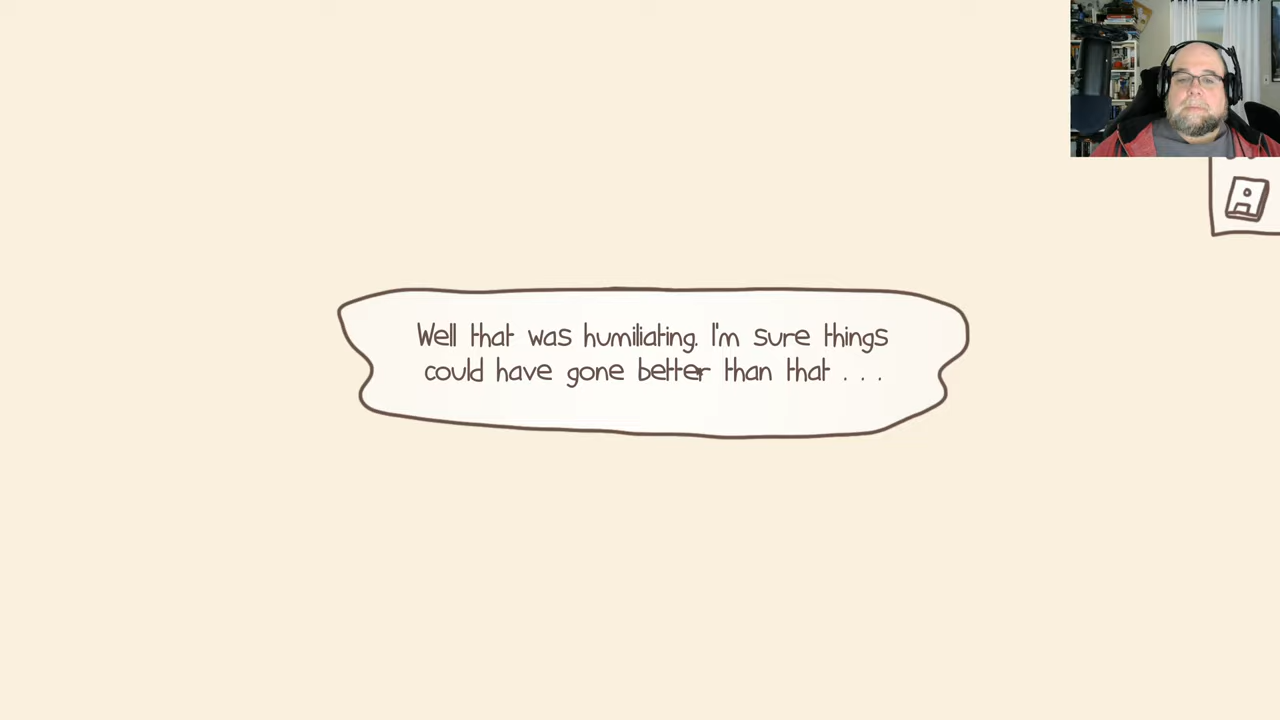 Well that was humiliating. I'm sure things
could have gone better than that . . .